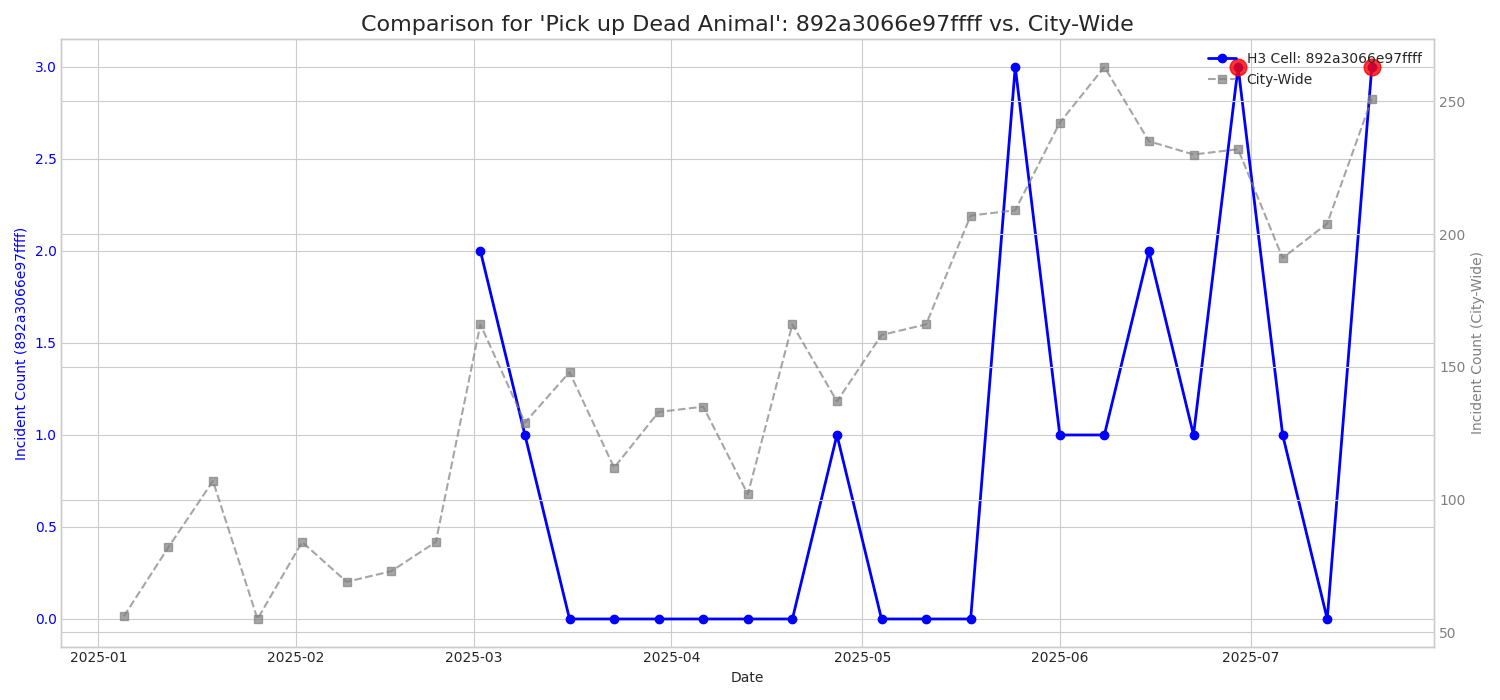 Comparison for 'Pick up Dead Animal': 892a3066e97ffff vs. City-Wide
H3 Cell: 892a3066e97ffff
City-Wide
Incident Count (892a3066e97ffff)
3.0
2.5
2.0
1.5
1.0
0.5
0.0
250
200
150
100
50
Incident Count (City-Wide)
2025-01 2025-02 2025-03 2025-04 2025-05 2025-06 2025-07
Date